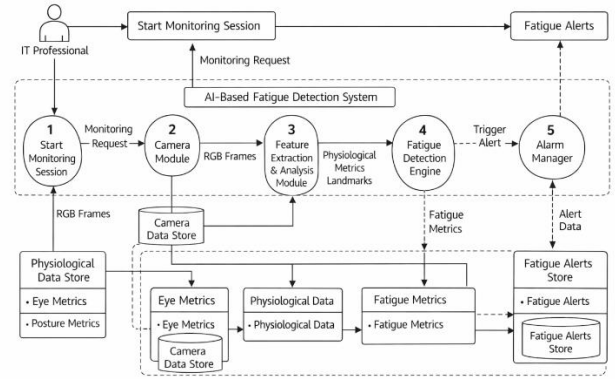 Start Monitoring Session
Fatigue Alerts
IT Professional
Monitoring Request
AI-Based Fatigue Detection System
1
Start
Monitoring
Session
Monitoring
Request
2
Camera
Module
RGB Frames
3
Feature
Extraction
& Analysis
Module
Physiological
Metrics
Landmarks
4
Fatigue
Detection
Engine
Trigger
Alert
5
Alarm
Manager
RGB Frames
Camera
Data Store
Fatigue
Metrics
Alert
Data
Physiological
Data Store
• Eye Metrics
• Posture Metrics
Eye Metrics
• Eye Metrics
Camera
Data Store
Physiological Data
• Physiological Data
Fatigue Metrics
• Fatigue Metrics
Fatigue Alerts
Store
• Fatigue Alerts
Fatigue Alerts
Store